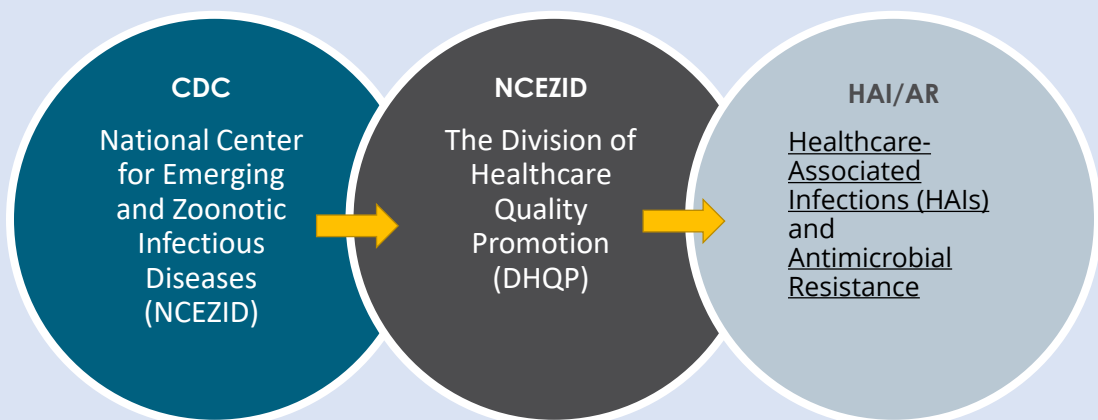 CDC
National Center
for Emerging
and Zoonotic
Infectious
Diseases
(NCEZID)
NCEZID
The Division of
Healthcare
Quality
Promotion
(DHQP)
HAI/AR
Healthcare-
Associated
Infections (HAIs)
and
Antimicrobial
Resistance